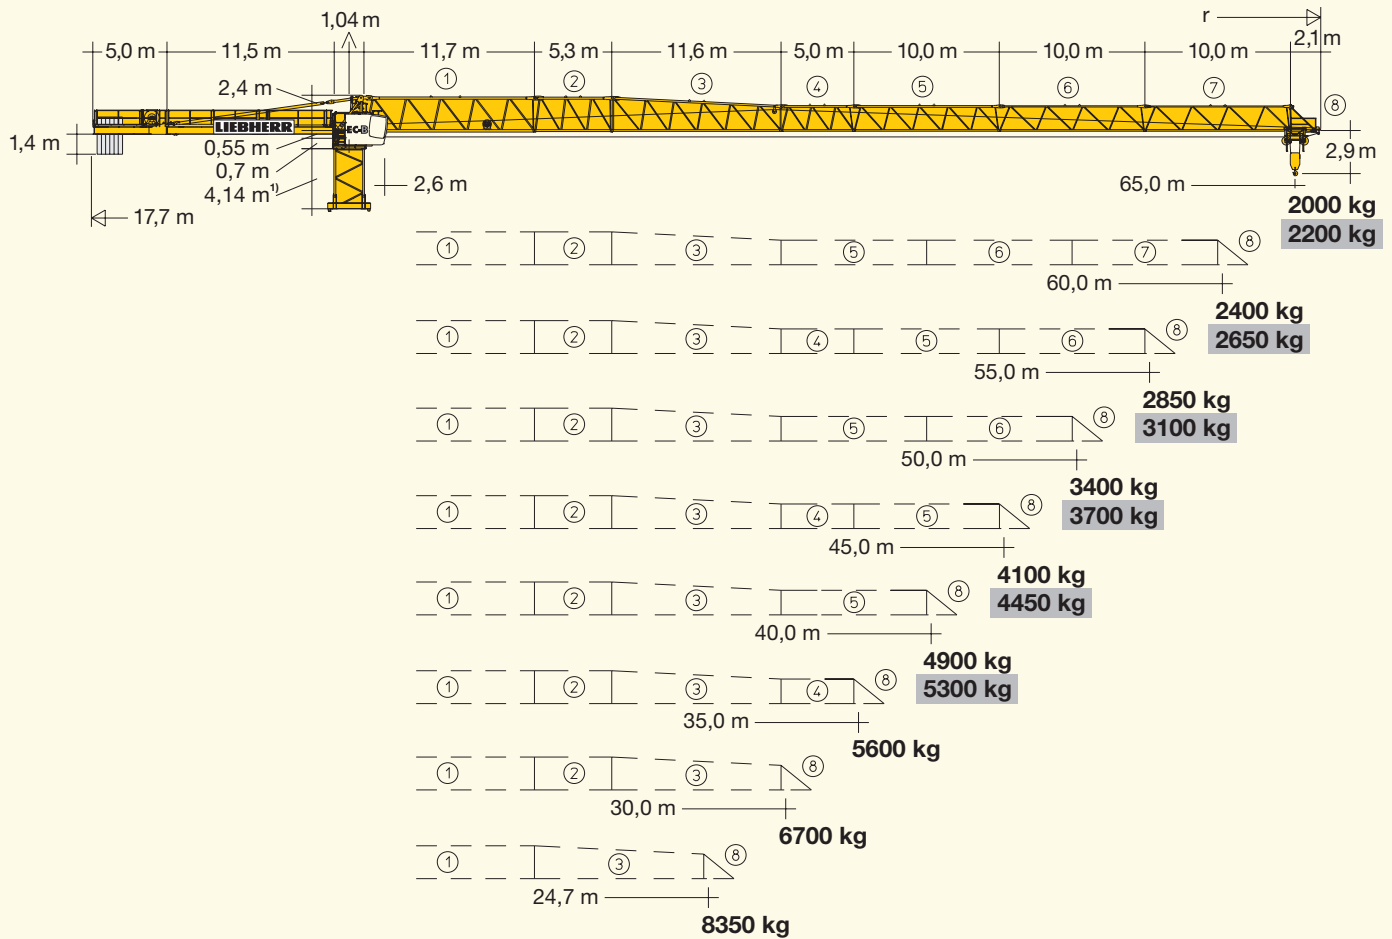 1,04 m
r
5,0 m 11,5 m 11,7 m 5,3 m 11,6 m 5,0 m 10,0 m 10,0 m 10,0 m 2,1 m
1 2 3 4 5 6 7 8
2,4 m
LIEBHERR EC-B
1,4 m
0,55 m
0,7 m
4,14 m¹⁾
2,6 m
2,9 m
65,0 m
17,7 m
2000 kg
2200 kg
1 2 3 5 6 7 8
60,0 m
2400 kg
2650 kg
1 2 3 4 5 6 8
55,0 m
2850 kg
3100 kg
1 2 3 5 6 8
50,0 m
3400 kg
3700 kg
1 2 3 4 5 8
45,0 m
4100 kg
4450 kg
1 2 3 5 8
40,0 m
4900 kg
5300 kg
1 2 3 4 8
35,0 m
5600 kg
1 2 3 8
30,0 m
6700 kg
1 3 8
24,7 m
8350 kg